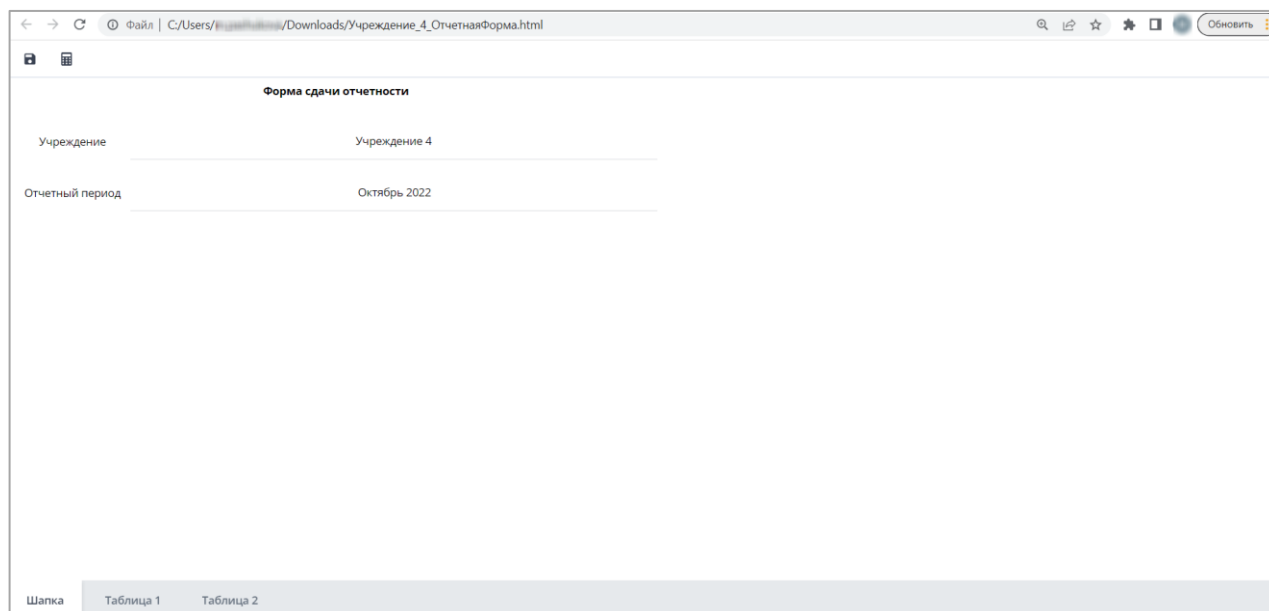 Файл | C:/Users/ /Downloads/Учреждение_4_ОтчетнаяФорма.html Обновить
Форма сдачи отчетности
Учреждение Учреждение 4
Отчетный период Октябрь 2022
Шапка Таблица 1 Таблица 2